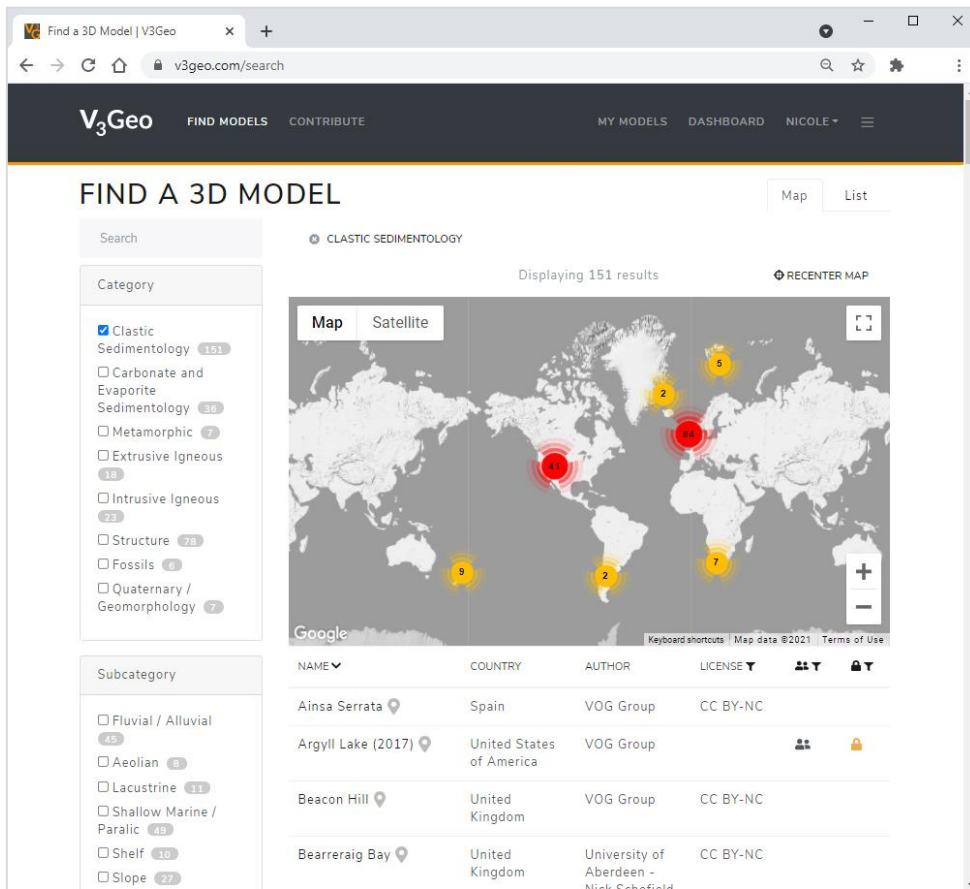 Find a 3D Model | V3Geo
v3geo.com/search
V3Geo FIND MODELS CONTRIBUTE MY MODELS DASHBOARD NICOLE
FIND A 3D MODEL
Map List
Search
CLASTIC SEDIMENTOLOGY
Displaying 151 results
RECENTER MAP
Category
Clastic
Sedimentology 151
Carbonate and
Evaporite
Sedimentology 36
Metamorphic 7
Extrusive Igneous
18
Intrusive Igneous
23
Structure 78
Fossils 6
Quaternary /
Geomorphology 7
Map Satellite
5
2
84
41
9
2
7
Google
Keyboard shortcuts Map data ©2021 Terms of Use
Subcategory
Fluvial / Alluvial
45
Aeolian 8
Lacustrine 11
Shallow Marine /
Paralic 49
Shelf 10
Slope 27
NAME COUNTRY AUTHOR LICENSE
Ainsa Serrata Spain VOG Group CC BY-NC
Argyll Lake (2017) United States VOG Group
of America
Beacon Hill United VOG Group CC BY-NC
Kingdom
Bearreraig Bay United University of CC BY-NC
Kingdom Aberdeen -
Nick Schofield